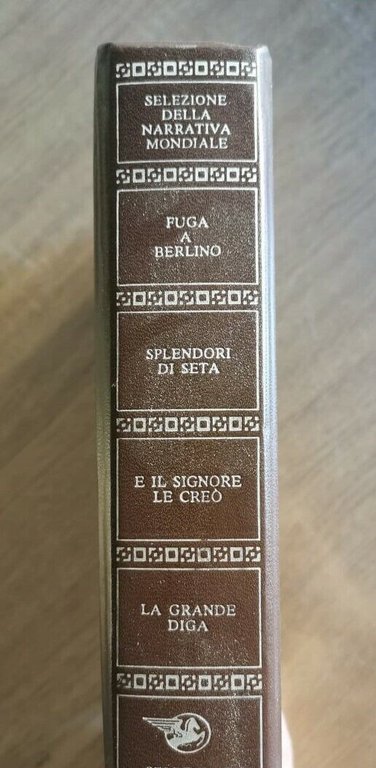 SELEZIONE
DELLA
NARRATIVA
MONDIALE
FUGA
A
BERLINO
SPLENDORI
DI SETA
E IL SIGNORE
LE CREÒ
LA GRANDE
DIGA